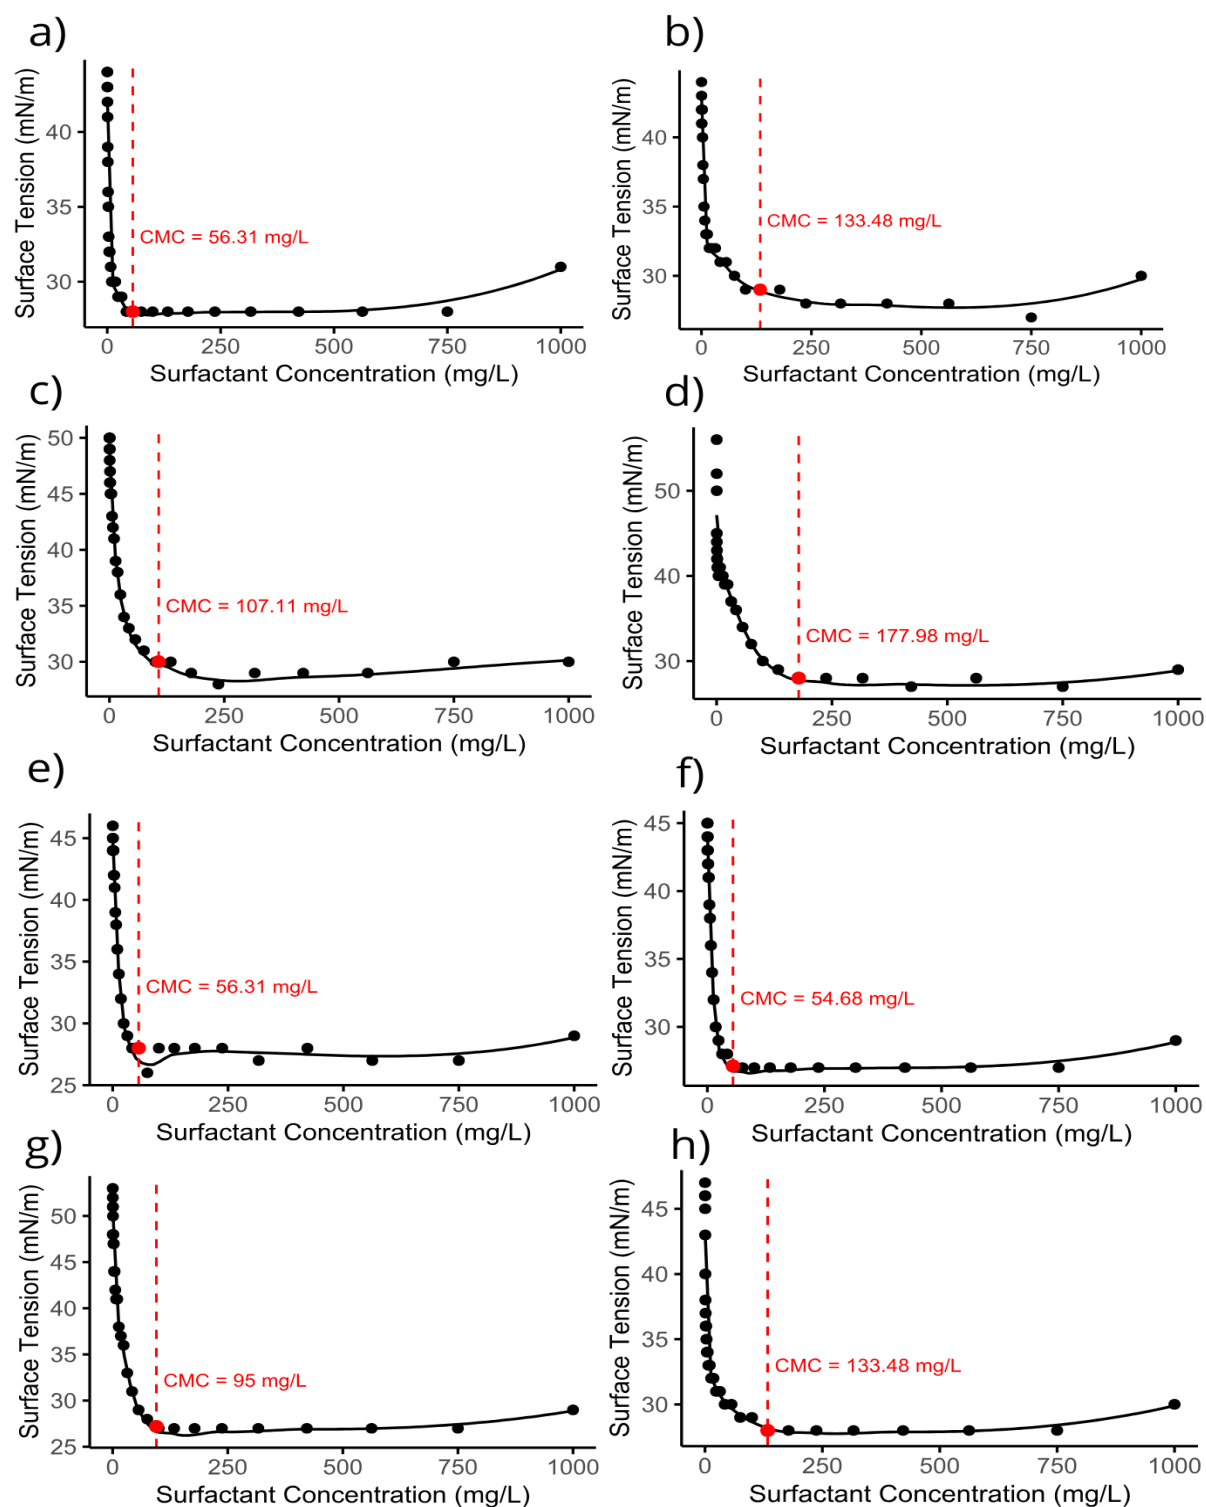 a)
Surface Tension (mN/m)
40
35
30
CMC = 56.31 mg/L
0 250 500 750 1000
Surfactant Concentration (mg/L)
b)
Surface Tension (mN/m)
40
35
30
CMC = 133.48 mg/L
0 250 500 750 1000
Surfactant Concentration (mg/L)
c)
Surface Tension (mN/m)
50
45
40
35
30
CMC = 107.11 mg/L
0 250 500 750 1000
Surfactant Concentration (mg/L)
d)
Surface Tension (mN/m)
50
40
30
CMC = 177.98 mg/L
0 250 500 750 1000
Surfactant Concentration (mg/L)
e)
Surface Tension (mN/m)
45
40
35
30
25
CMC = 56.31 mg/L
0 250 500 750 1000
Surfactant Concentration (mg/L)
f)
Surface Tension (mN/m)
45
40
35
30
CMC = 54.68 mg/L
0 250 500 750 1000
Surfactant Concentration (mg/L)
g)
Surface Tension (mN/m)
50
45
40
35
30
25
CMC = 95 mg/L
0 250 500 750 1000
Surfactant Concentration (mg/L)
h)
Surface Tension (mN/m)
45
40
35
30
CMC = 133.48 mg/L
0 250 500 750 1000
Surfactant Concentration (mg/L)